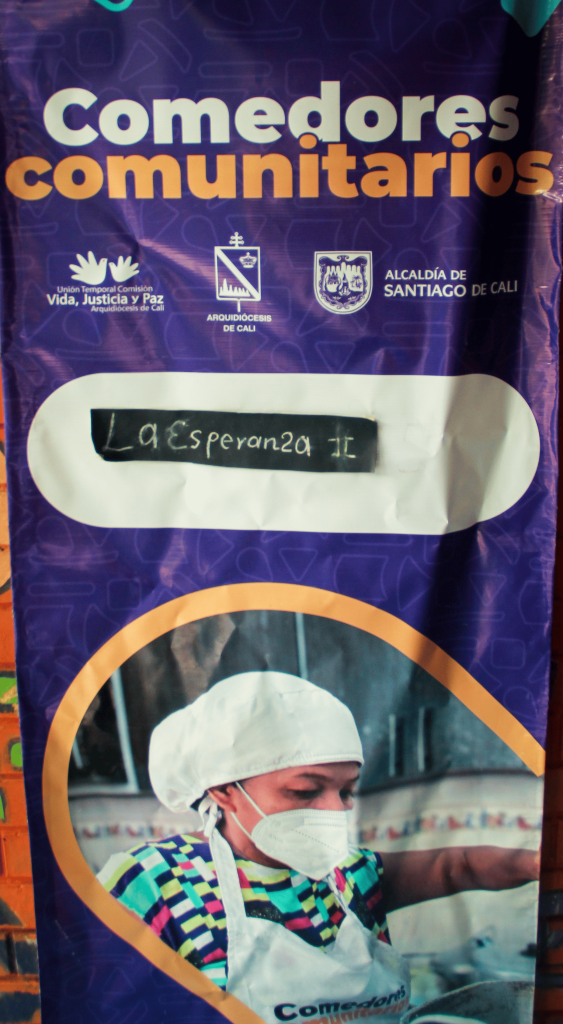 Comedores
comunitarios
Unión Temporal Comisión
Vida, Justicia y Paz
Arquidiócesis de Cali
ARQUIDIÓCESIS
DE CALI
ALCALDÍA DE
SANTIAGO DE CALI
La Esperanza II
Comedores
comunitarios